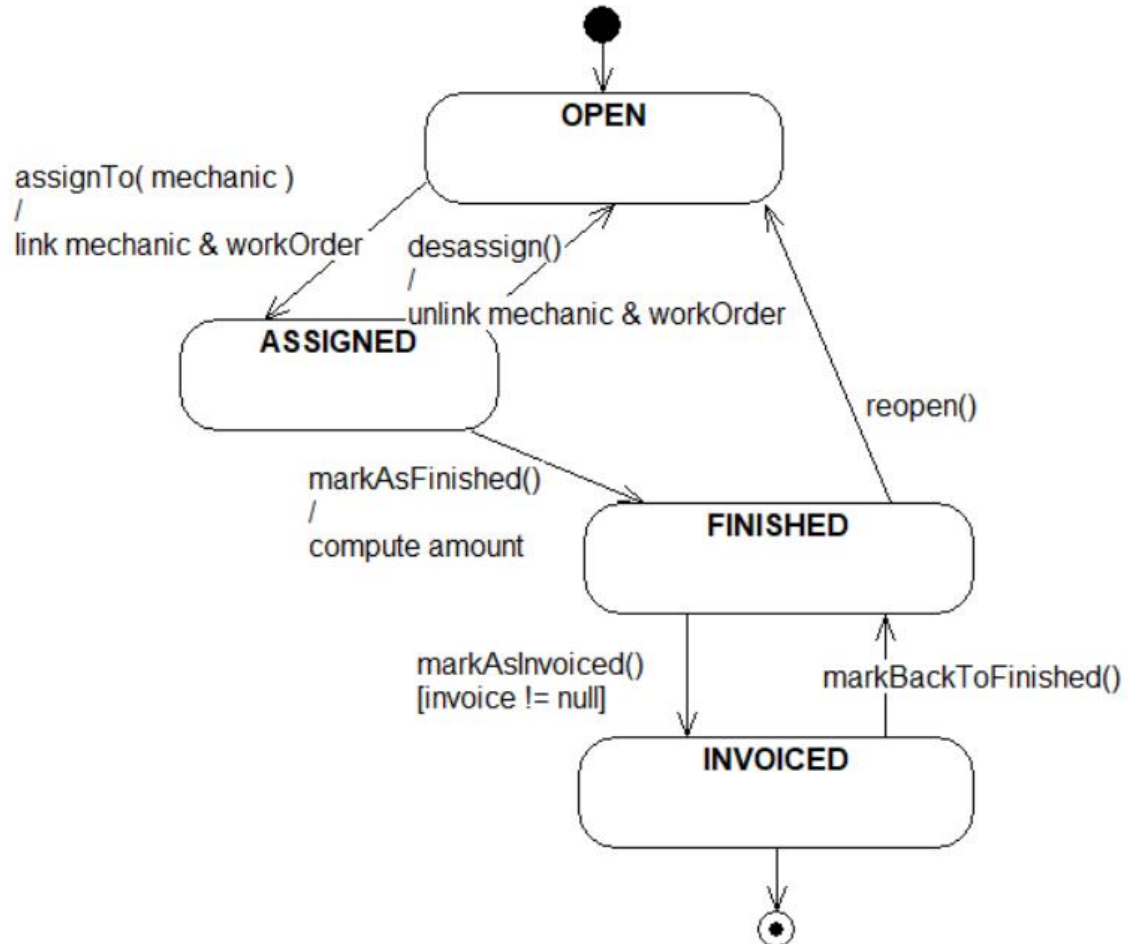 OPEN
assignTo( mechanic )
/
link mechanic & workOrder
desassign()
/
unlink mechanic & workOrder
ASSIGNED
reopen()
markAsFinished()
/
compute amount
FINISHED
markAsInvoiced()
[invoice != null]
markBackToFinished()
INVOICED